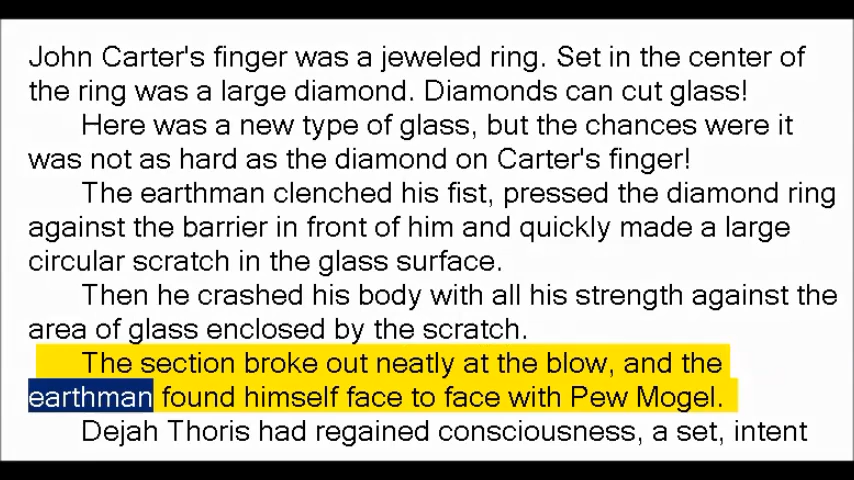 John Carter's finger was a jeweled ring. Set in the center of
the ring was a large diamond. Diamonds can cut glass!
Here was a new type of glass, but the chances were it
was not as hard as the diamond on Carter's finger!
The earthman clenched his fist, pressed the diamond ring
against the barrier in front of him and quickly made a large
circular scratch in the glass surface.
Then he crashed his body with all his strength against the
area of glass enclosed by the scratch.
The section broke out neatly at the blow, and the
earthman found himself face to face with Pew Mogel.
Dejah Thoris had regained consciousness, a set, intent